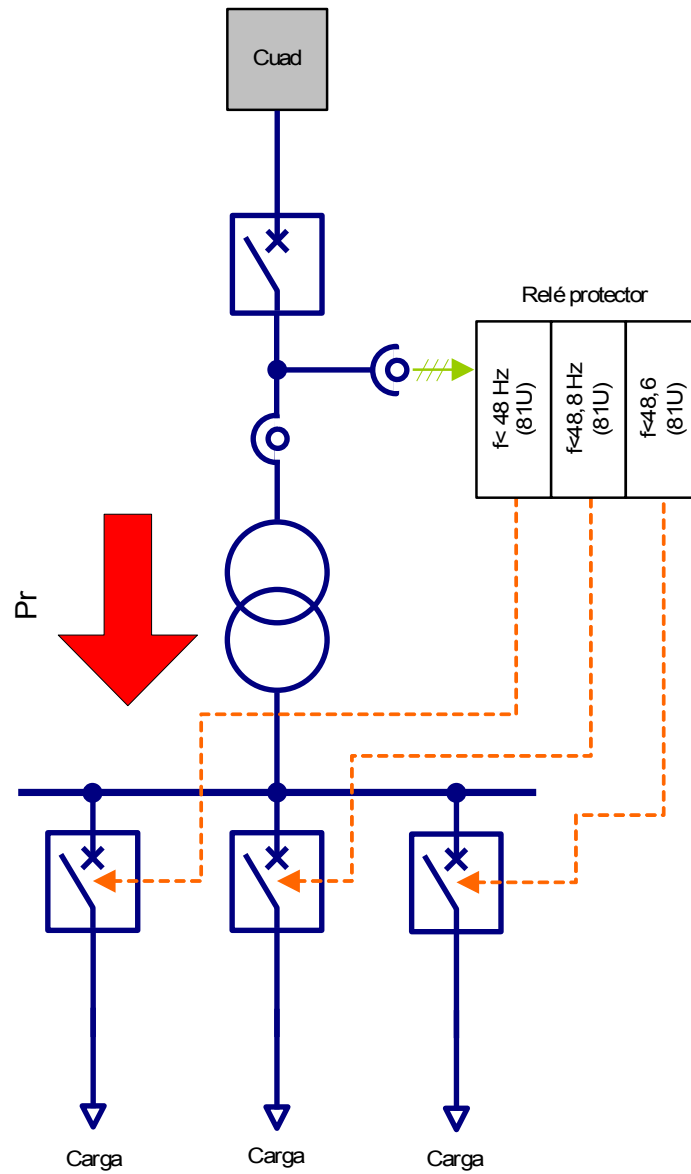 Cuad
Relé protector
f< 48 Hz
(81U)
f<48,8 Hz
(81U)
f<48,6
(81U)
Pr
Carga
Carga
Carga